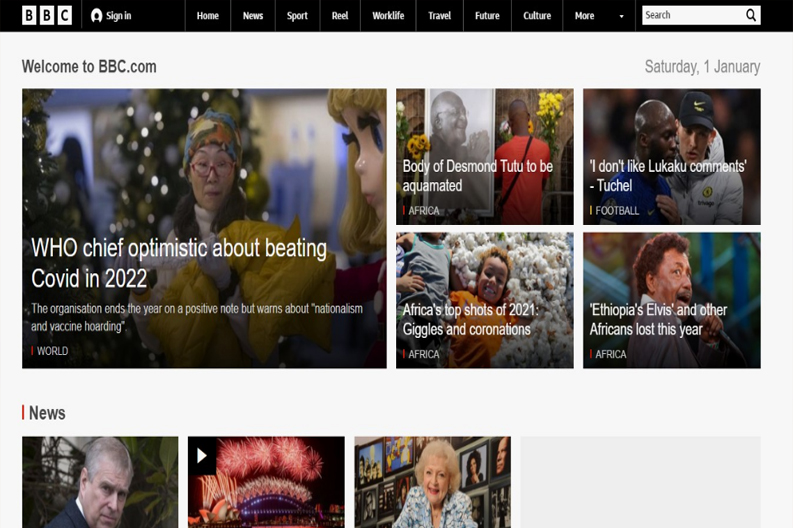 BBC Sign in Home News Sport Reel Worklife Travel Future Culture More Search
Welcome to BBC.com
Saturday, 1 January
WHO chief optimistic about beating
Covid in 2022
The organisation ends the year on a positive note but warns about "nationalism
and vaccine hoarding".
WORLD
Body of Desmond Tutu to be
aquamated
AFRICA
'I don't like Lukaku comments'
- Tuchel
FOOTBALL
Africa's top shots of 2021:
Giggles and coronations
AFRICA
'Ethiopia's Elvis' and other
Africans lost this year
AFRICA
News